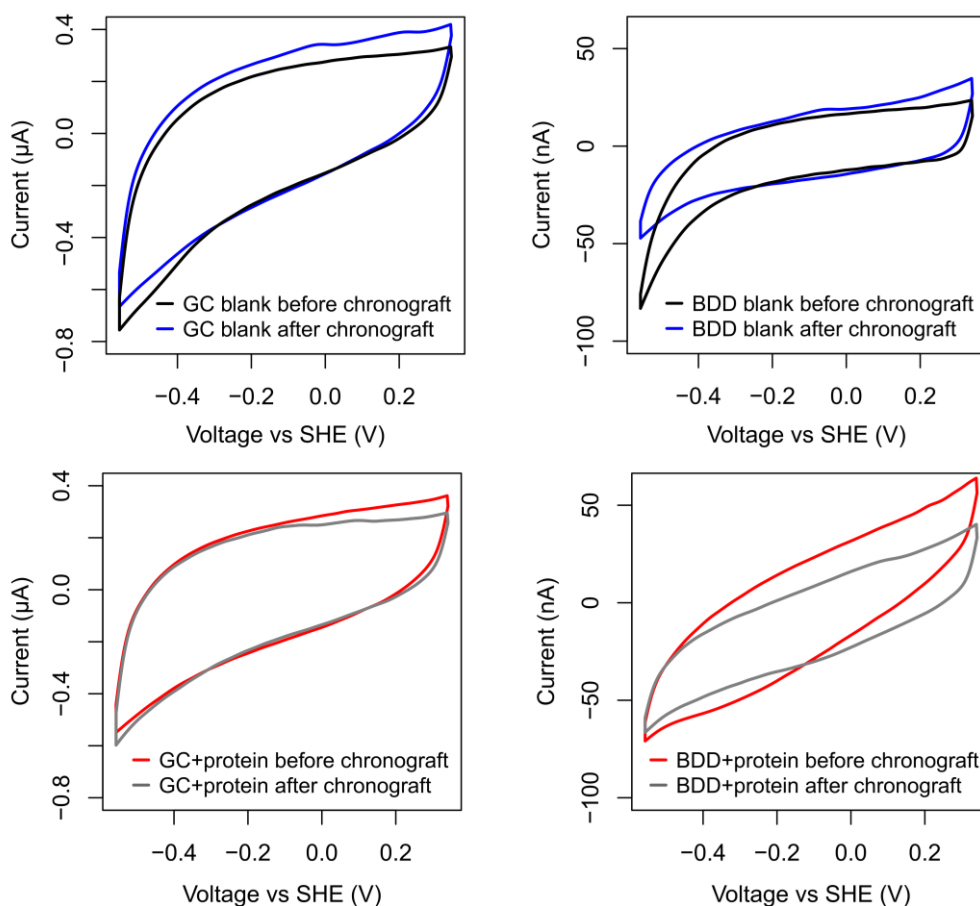 0.4
0.0
−0.4
−0.8
Current (µA)
GC blank before chronograft
GC blank after chronograft
−0.4 −0.2 0.0 0.2
Voltage vs SHE (V)
50
0
−50
−100
Current (nA)
BDD blank before chronograft
BDD blank after chronograft
−0.4 −0.2 0.0 0.2
Voltage vs SHE (V)
0.4
0.0
−0.4
−0.8
Current (µA)
GC+protein before chronograft
GC+protein after chronograft
−0.4 −0.2 0.0 0.2
Voltage vs SHE (V)
50
0
−50
−100
Current (nA)
BDD+protein before chronograft
BDD+protein after chronograft
−0.4 −0.2 0.0 0.2
Voltage vs SHE (V)